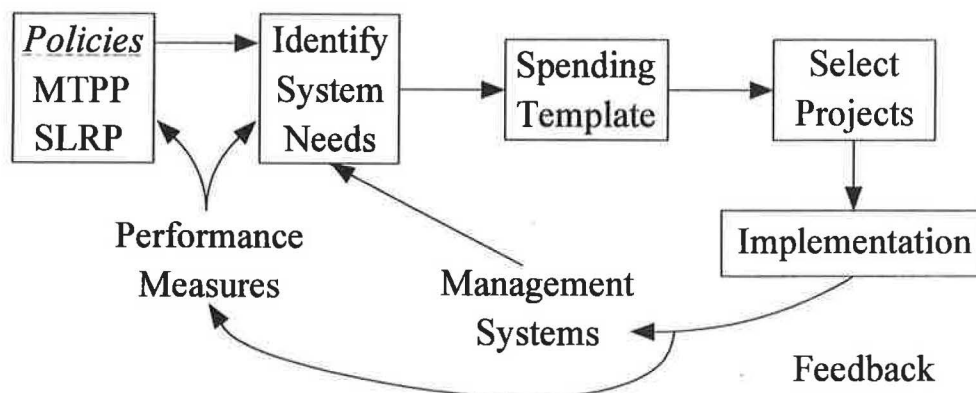 Policies
MTPP
SLRP
Identify
System
Needs
Spending
Template
Select
Projects
Implementation
Performance
Measures
Management
Systems
Feedback